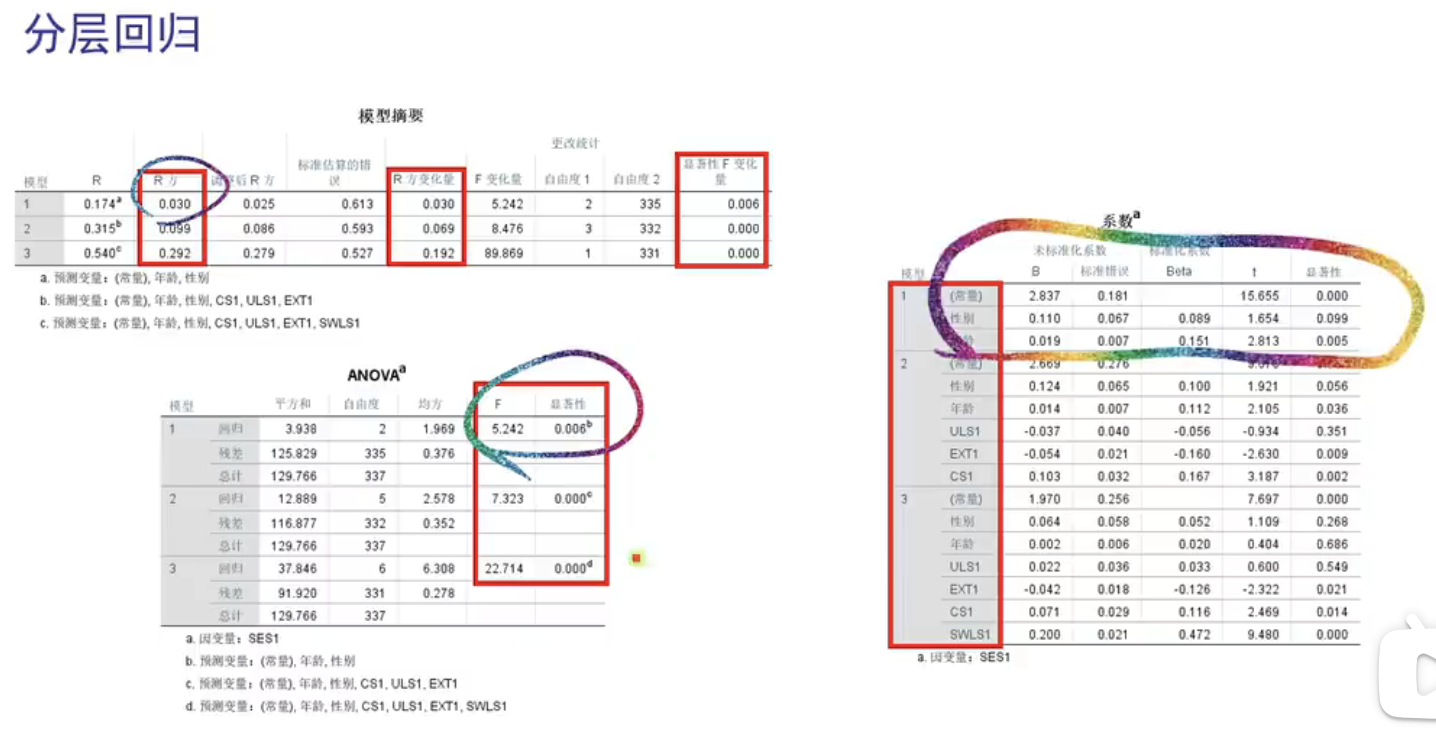 分层回归
模型摘要
更改统计
模型 R R 方 调整后 R 方 标准估算的错误 R 方变化量 F 变化量 自由度 1 自由度 2 显著性 F 变化量
1 0.174a 0.030 0.025 0.613 0.030 5.242 2 335 0.006
2 0.315b 0.099 0.086 0.593 0.069 8.476 3 332 0.000
3 0.540c 0.292 0.279 0.527 0.192 89.869 1 331 0.000
a. 预测变量：(常量), 年龄, 性别
b. 预测变量：(常量), 年龄, 性别, CS1, ULS1, EXT1
c. 预测变量：(常量), 年龄, 性别, CS1, ULS1, EXT1, SWLS1
ANOVAa
模型 平方和 自由度 均方 F 显著性
1 回归 3.938 2 1.969 5.242 0.006b
残差 125.829 335 0.376
总计 129.766 337
2 回归 12.889 5 2.578 7.323 0.000c
残差 116.877 332 0.352
总计 129.766 337
3 回归 37.846 6 6.308 22.714 0.000d
残差 91.920 331 0.278
总计 129.766 337
a. 因变量：SES1
b. 预测变量：(常量), 年龄, 性别
c. 预测变量：(常量), 年龄, 性别, CS1, ULS1, EXT1
d. 预测变量：(常量), 年龄, 性别, CS1, ULS1, EXT1, SWLS1
系数a
未标准化系数 标准化系数
模型 B 标准错误 Beta t 显著性
1 (常量) 2.837 0.181 15.655 0.000
性别 0.110 0.067 0.089 1.654 0.099
0.019 0.007 0.151 2.813 0.005
2 (常量) 2.669 0.276
性别 0.124 0.065 0.100 1.921 0.056
年龄 0.014 0.007 0.112 2.105 0.036
ULS1 -0.037 0.040 -0.056 -0.934 0.351
EXT1 -0.054 0.021 -0.160 -2.630 0.009
CS1 0.103 0.032 0.167 3.187 0.002
3 (常量) 1.970 0.256 7.697 0.000
性别 0.064 0.058 0.052 1.109 0.268
年龄 0.002 0.006 0.020 0.404 0.686
ULS1 0.022 0.036 0.033 0.600 0.549
EXT1 -0.042 0.018 -0.126 -2.322 0.021
CS1 0.071 0.029 0.116 2.469 0.014
SWLS1 0.200 0.021 0.472 9.480 0.000
a. 因变量：SES1